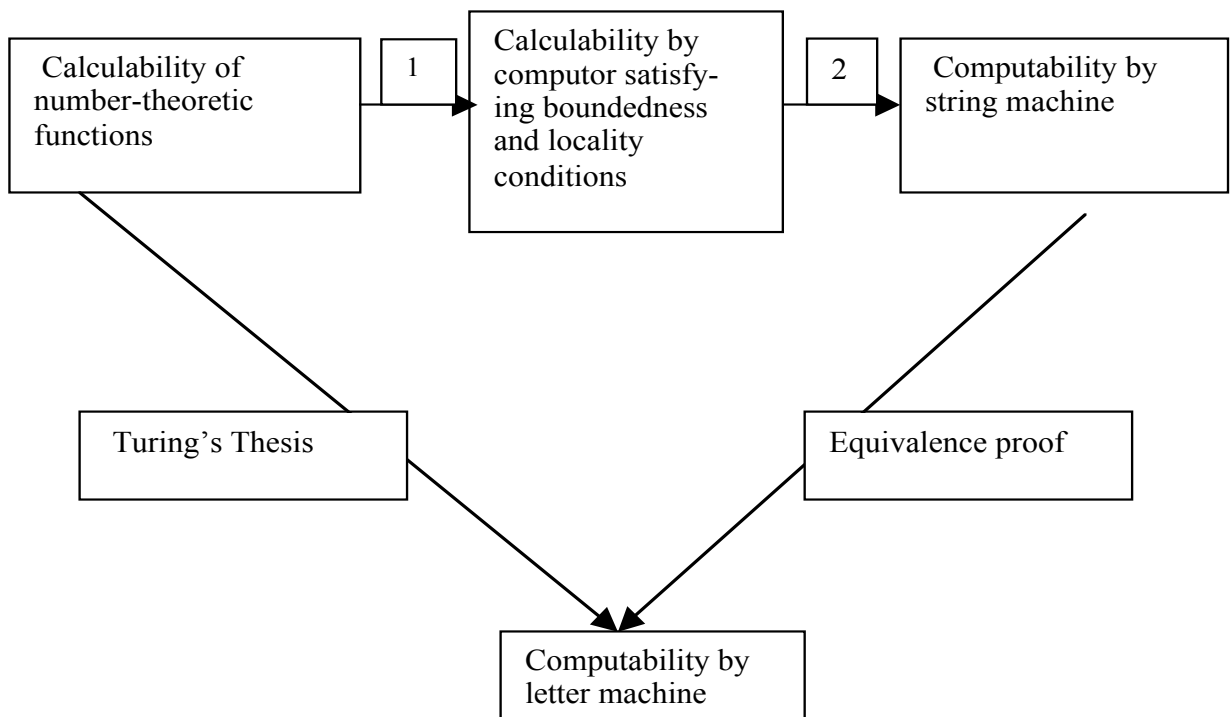 Calculability of
number-theoretic
functions
1
Calculability by
computor satisfy-
ing boundedness
and locality
conditions
2
Computability by
string machine
Turing’s Thesis
Equivalence proof
Computability by
letter machine